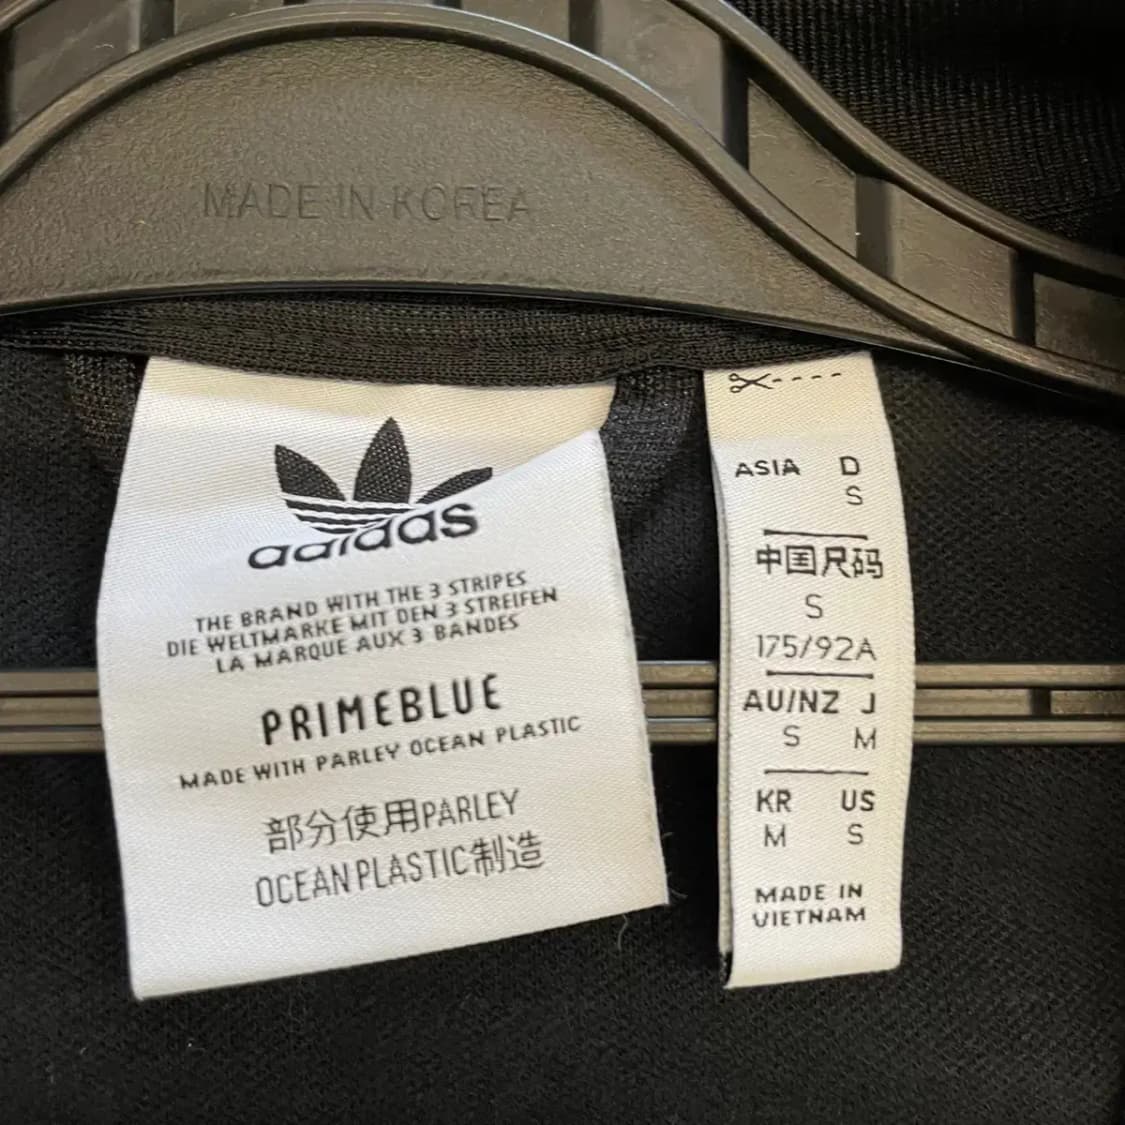 MADE IN KOREA
adidas
THE BRAND WITH THE 3 STRIPES
DIE WELTMARKE MIT DEN 3 STREIFEN
LA MARQUE AUX 3 BANDES
PRIMEBLUE
MADE WITH PARLEY OCEAN PLASTIC
部分使用PARLEY
OCEAN PLASTIC制造
ASIA D
S
中国尺码
S
175/92A
AU/NZ J
S M
KR US
M S
MADE IN
VIETNAM